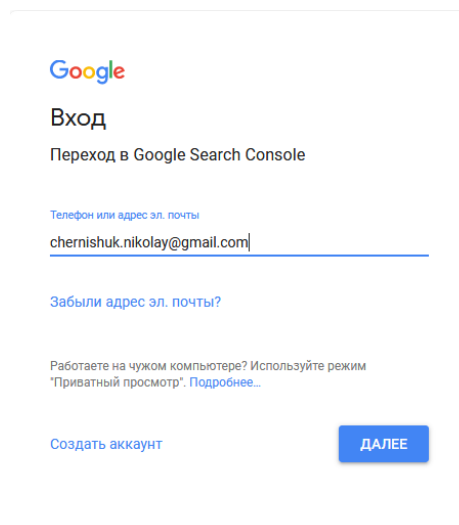 Google
Вход
Переход в Google Search Console
Телефон или адрес эл. почты
chernishuk.nikolay@gmail.com
Забыли адрес эл. почты?
Работаете на чужом компьютере? Используйте режим
"Приватный просмотр". Подробнее…
Создать аккаунт
ДАЛЕЕ